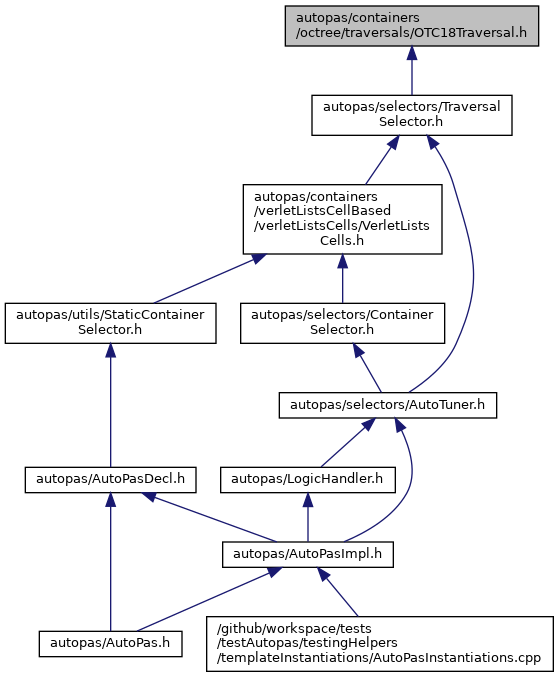 autopas/containers
/octree/traversals/OTC18Traversal.h
autopas/selectors/Traversal
Selector.h
autopas/containers
/verletListsCellBased
/verletListsCells/VerletLists
Cells.h
autopas/utils/StaticContainer
Selector.h
autopas/selectors/Container
Selector.h
autopas/selectors/AutoTuner.h
autopas/AutoPasDecl.h
autopas/LogicHandler.h
autopas/AutoPasImpl.h
autopas/AutoPas.h
/github/workspace/tests
/testAutopas/testingHelpers
/templateInstantiations/AutoPasInstantiations.cpp